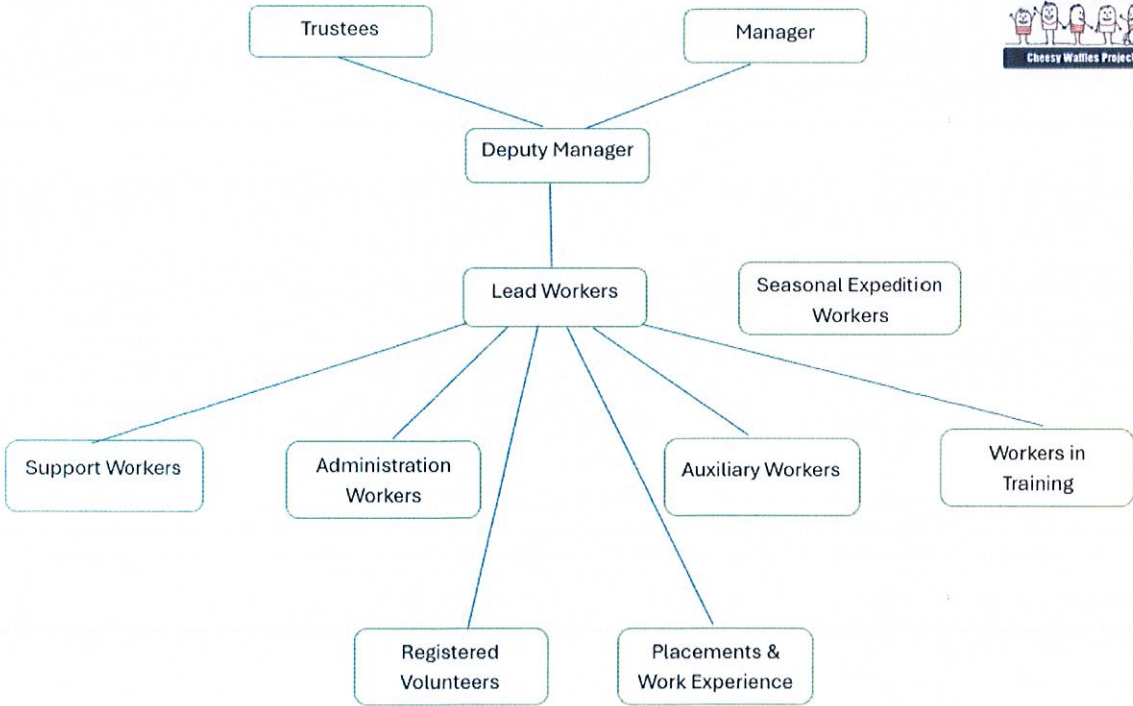 Trustees
Manager
Cheesy Waffles Project
Deputy Manager
Lead Workers
Seasonal Expedition
Workers
Support Workers
Administration
Workers
Auxiliary Workers
Workers in
Training
Registered
Volunteers
Placements &
Work Experience